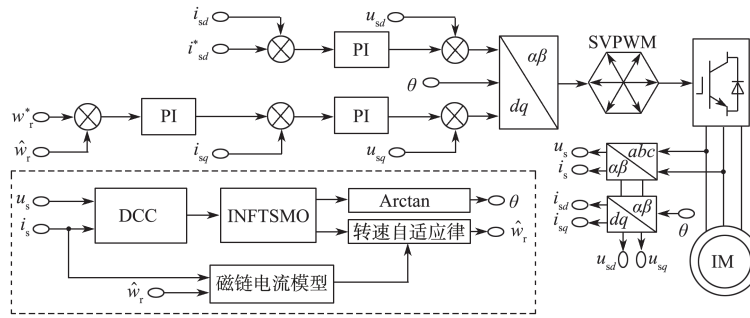 i_sd
u_sd
i*_sd
PI
αβ
SVPWM
θ
w*_r
PI
PI
dq
ŵ_r
i_sq
u_sq
u_s
abc
i_s
αβ
u_s
DCC
INFTSMO
Arctan
θ
i_sd
αβ
i_s
转速自适应律
ŵ_r
i_sq
dq
θ
ŵ_r
磁链电流模型
u_sd
u_sq
IM